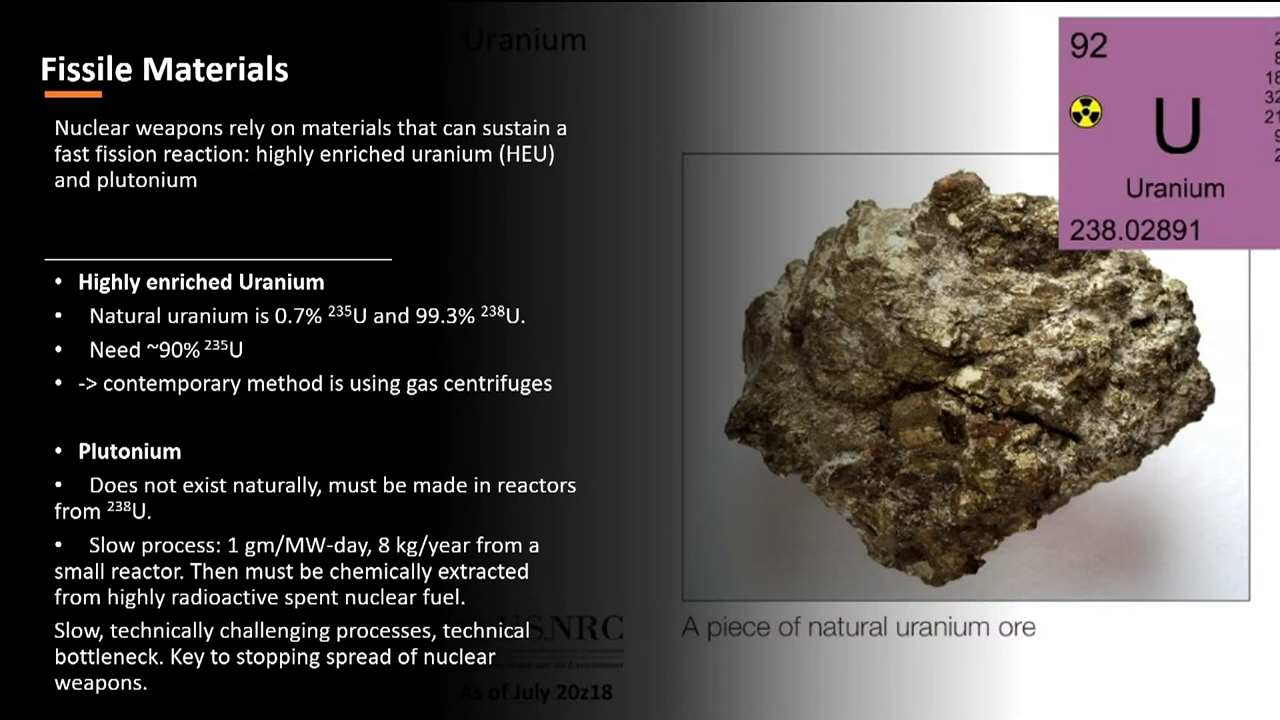 Uranium
Fissile Materials
Nuclear weapons rely on materials that can sustain a
fast fission reaction: highly enriched uranium (HEU)
and plutonium
• Highly enriched Uranium
• Natural uranium is 0.7% ²³⁵U and 99.3% ²³⁸U.
• Need ~90% ²³⁵U
• -> contemporary method is using gas centrifuges
• Plutonium
• Does not exist naturally, must be made in reactors
from ²³⁸U.
• Slow process: 1 gm/MW-day, 8 kg/year from a
small reactor. Then must be chemically extracted
from highly radioactive spent nuclear fuel.
Slow, technically challenging processes, technical
bottleneck. Key to stopping spread of nuclear
weapons.
S.NRC
As of July 20z18
92
U
Uranium
238.02891
A piece of natural uranium ore